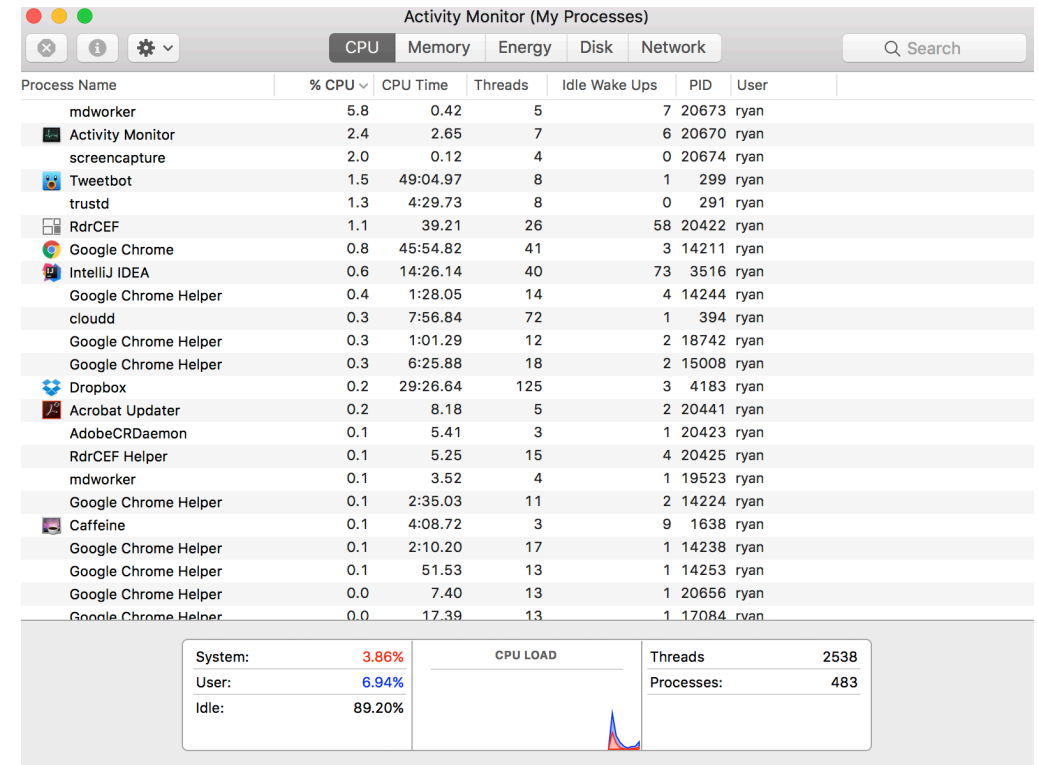 Activity Monitor (My Processes)
CPU Memory Energy Disk Network Search
Process Name % CPU CPU Time Threads Idle Wake Ups PID User
mdworker 5.8 0.42 5 7 20673 ryan
Activity Monitor 2.4 2.65 7 6 20670 ryan
screencapture 2.0 0.12 4 0 20674 ryan
Tweetbot 1.5 49:04.97 8 1 299 ryan
trustd 1.3 4:29.73 8 0 291 ryan
RdrCEF 1.1 39.21 26 58 20422 ryan
Google Chrome 0.8 45:54.82 41 3 14211 ryan
IntelliJ IDEA 0.6 14:26.14 40 73 3516 ryan
Google Chrome Helper 0.4 1:28.05 14 4 14244 ryan
cloudd 0.3 7:56.84 72 1 394 ryan
Google Chrome Helper 0.3 1:01.29 12 2 18742 ryan
Google Chrome Helper 0.3 6:25.88 18 2 15008 ryan
Dropbox 0.2 29:26.64 125 3 4183 ryan
Acrobat Updater 0.2 8.18 5 2 20441 ryan
AdobeCRDaemon 0.1 5.41 3 1 20423 ryan
RdrCEF Helper 0.1 5.25 15 4 20425 ryan
mdworker 0.1 3.52 4 1 19523 ryan
Google Chrome Helper 0.1 2:35.03 11 2 14224 ryan
Caffeine 0.1 4:08.72 3 9 1638 ryan
Google Chrome Helper 0.1 2:10.20 17 1 14238 ryan
Google Chrome Helper 0.1 51.53 13 1 14253 ryan
Google Chrome Helper 0.0 7.40 13 1 20656 ryan
Google Chrome Helper 0.0 17.39 13 1 17084 ryan
System: 3.86% CPU LOAD Threads 2538
User: 6.94% Processes: 483
Idle: 89.20%